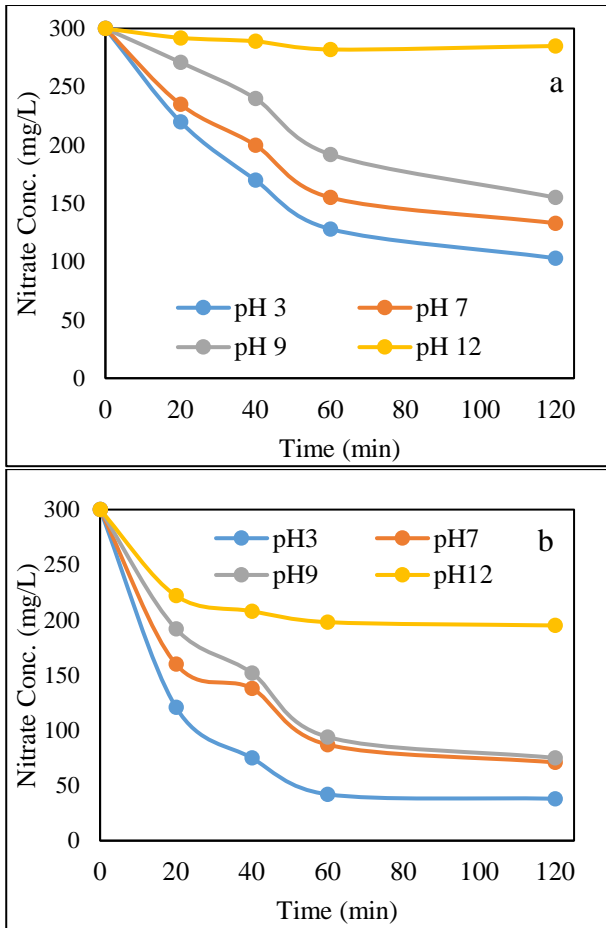 300
a
250
200
150
100
50
0
Nitrate Conc. (mg/L)
pH 3 pH 7
pH 9 pH 12
0 20 40 60 80 100 120
Time (min)
300
b
250
200
150
100
50
0
Nitrate Conc. (mg/L)
pH3 pH7
pH9 pH12
0 20 40 60 80 100 120
Time (min)